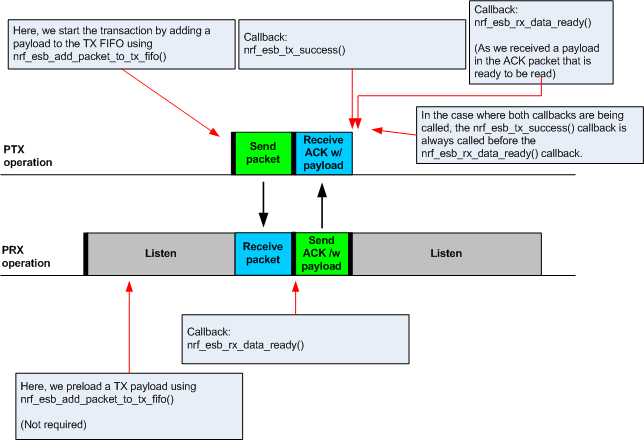 Here, we start the transaction by adding a
payload to the TX FIFO using
nrf_esb_add_packet_to_tx_fifo()
Callback:
nrf_esb_tx_success()
Callback:
nrf_esb_rx_data_ready()
(As we received a payload
in the ACK packet that is
ready to be read)
In the case where both callbacks are being
called, the nrf_esb_tx_success() callback is
always called before the
nrf_esb_rx_data_ready() callback.
PTX
operation
Send
packet
Receive
ACK w/
payload
PRX
operation
Listen
Receive
packet
Send
ACK /w
payload
Listen
Callback:
nrf_esb_rx_data_ready()
Here, we preload a TX payload using
nrf_esb_add_packet_to_tx_fifo()
(Not required)